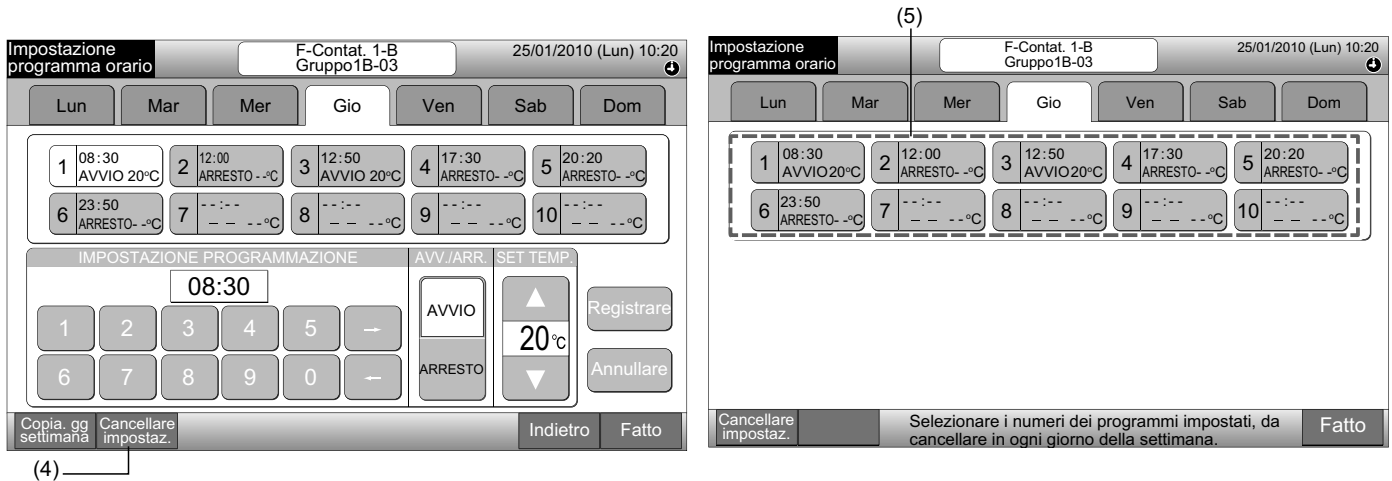 (5)
Impostazione
programma orario
F-Contat. 1-B
Gruppo1B-03
25/01/2010 (Lun) 10:20
Lun Mar Mer Gio Ven Sab Dom
1 08:30 AVVIO 20°C
2 12:00 ARRESTO - -°C
3 12:50 AVVIO 20°C
4 17:30 ARRESTO- -°C
5 20:20 ARRESTO- -°C
6 23:50 ARRESTO- -°C
7 - -:- - – – - -°C
8 - -:- - – – - -°C
9 - -:- - – – - -°C
10 - -:- - – – - -°C
IMPOSTAZIONE PROGRAMMAZIONE
08:30
1 2 3 4 5 →
6 7 8 9 0 ←
AVV./ARR.
AVVIO
ARRESTO
SET TEMP.
▲
20°C
▼
Registrare
Annullare
Copia. gg
settimana
Cancellare
impostaz.
Indietro
Fatto
(4)
Impostazione
programma orario
F-Contat. 1-B
Gruppo1B-03
25/01/2010 (Lun) 10:20
Lun Mar Mer Gio Ven Sab Dom
1 08:30 AVVIO20°C
2 12:00 ARRESTO- -°C
3 12:50 AVVIO20°C
4 17:30 ARRESTO- -°C
5 20:20 ARRESTO- -°C
6 23:50 ARRESTO- -°C
7 - -:- - – – - -°C
8 - -:- - – – - -°C
9 - -:- - – – - -°C
10 - -:- - – – - -°C
Cancellare
impostaz.
Selezionare i numeri dei programmi impostati, da
cancellare in ogni giorno della settimana.
Fatto